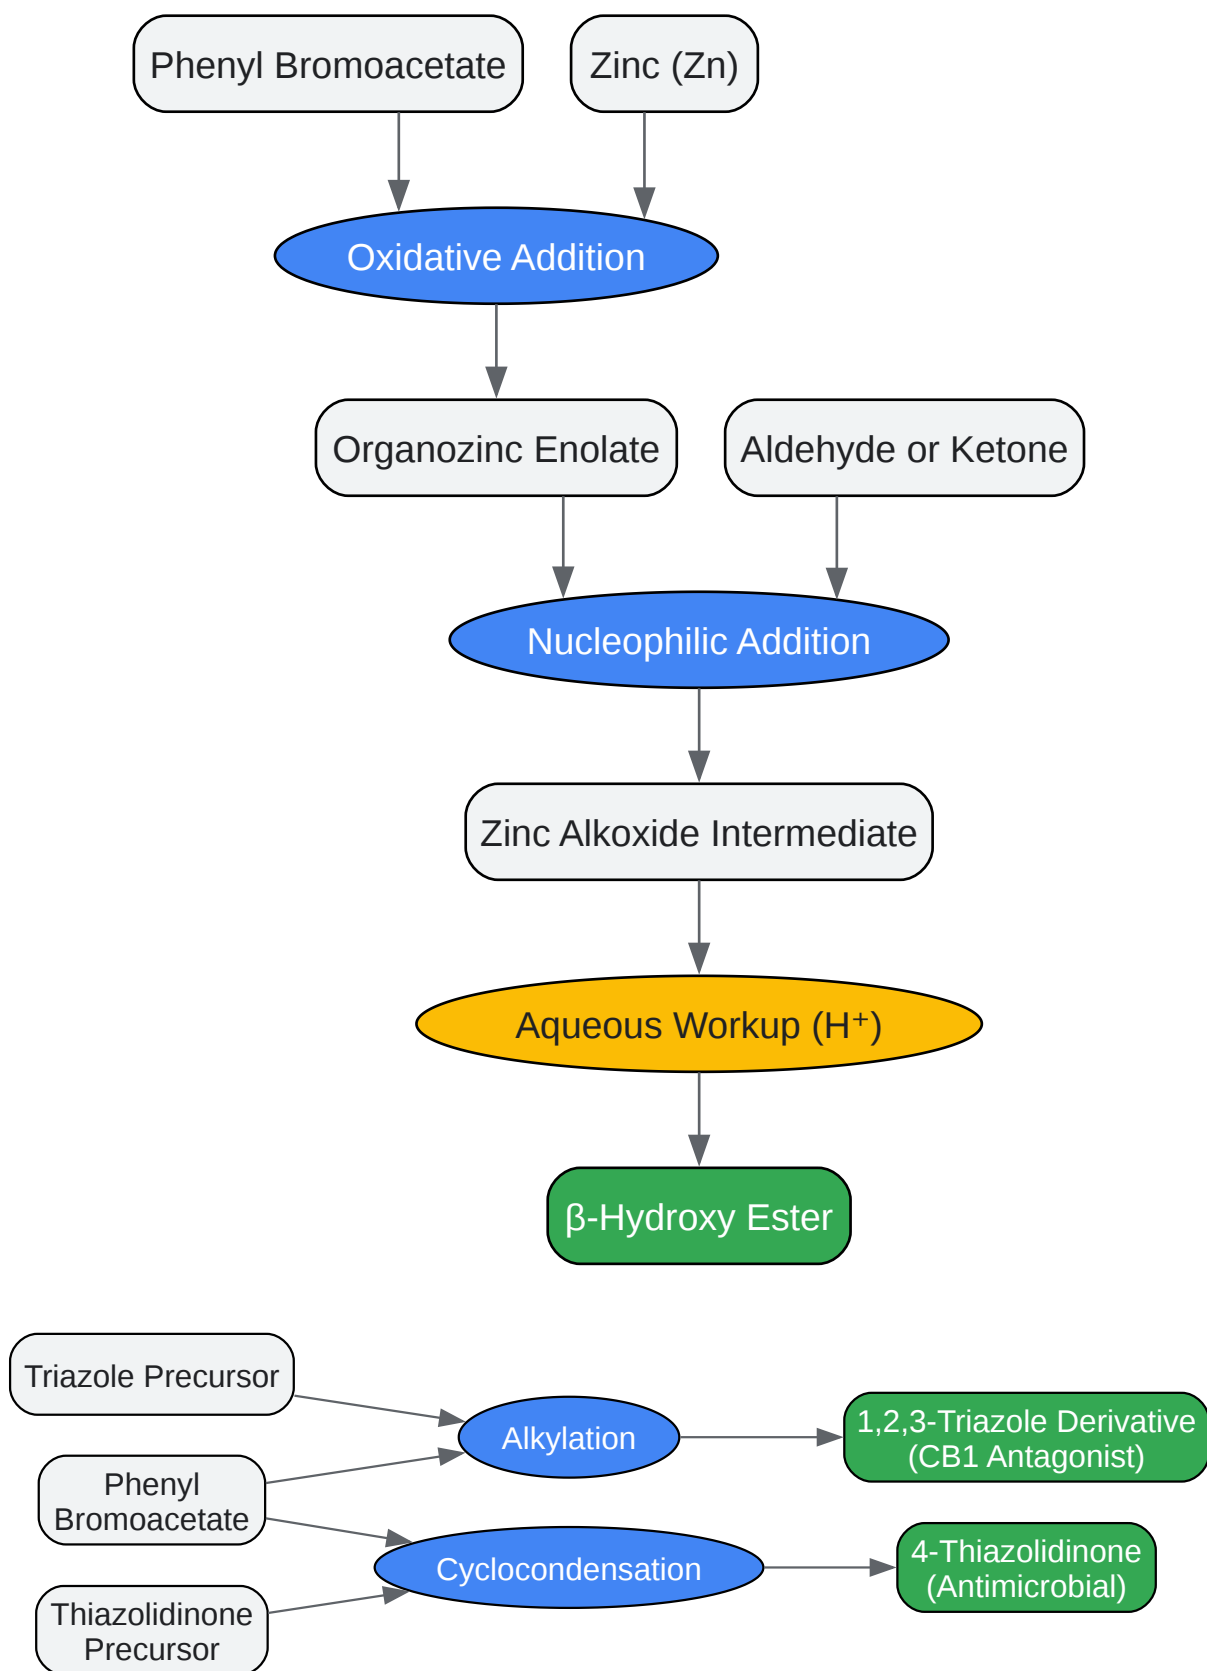 Phenyl Bromoacetate
Zinc (Zn)
Oxidative Addition
Organozinc Enolate
Aldehyde or Ketone
Nucleophilic Addition
Zinc Alkoxide Intermediate
Aqueous Workup (H⁺)
β-Hydroxy Ester
Triazole Precursor
Alkylation
1,2,3-Triazole Derivative
(CB1 Antagonist)
Phenyl
Bromoacetate
Cyclocondensation
4-Thiazolidinone
(Antimicrobial)
Thiazolidinone
Precursor